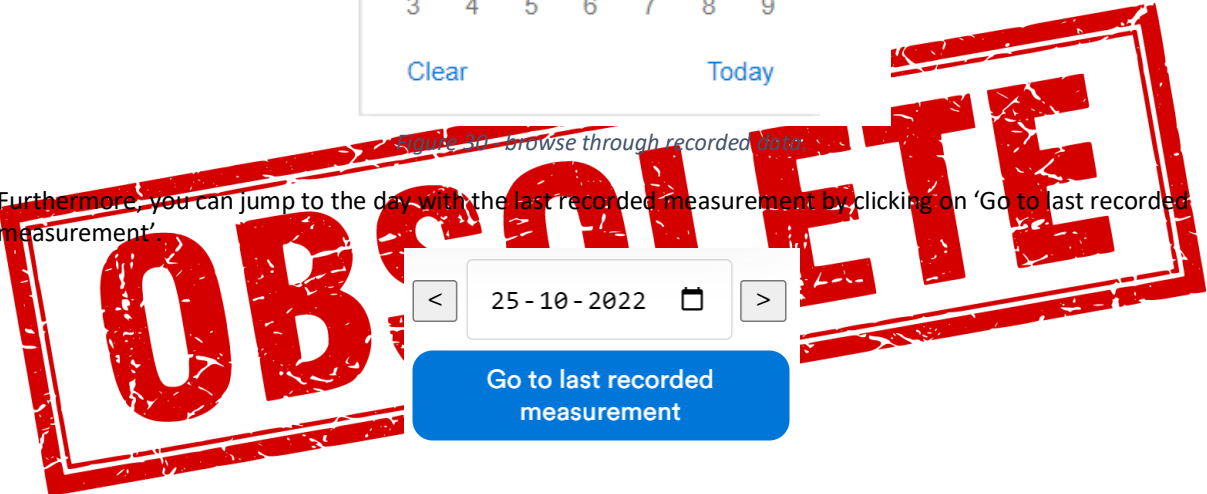 3 4 5 6 7 8 9
Clear Today
Figure 30 - browse through recorded data.
Furthermore, you can jump to the day with the last recorded measurement by clicking on ‘Go to last recorded
measurement’.
OBSOLETE
< 25-10-2022 >
Go to last recorded
measurement